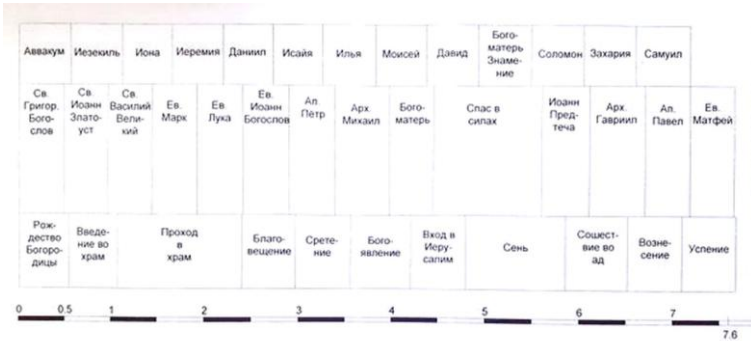 Аввакум Иезекиль Иона Иеремия Даниил Исайя Илья Моисей Давид Бого-
матерь
Знаме-
ние Соломон Захария Самуил
Св.
Григор.
Бого-
слов
Св.
Иоанн
Злато-
уст
Св.
Василий
Вели-
кий
Ев.
Марк
Ев.
Лука
Ев.
Иоанн
Богослов
Ап.
Пётр
Арх.
Михаил
Бого-
матерь
Спас в
силах
Иоанн
Пред-
теча
Арх.
Гавриил
Ап.
Павел
Ев.
Матфей
Рож-
дество
Богоро-
дицы
Введе-
ние во
храм
Проход
в
храм
Благо-
вещение
Срете-
ние
Бого-
явление
Вход в
Иеру-
салим
Сень
Сошест-
вие во
ад
Возне-
сение
Успение
0 0.5 1 2 3 4 5 6 7
7.6